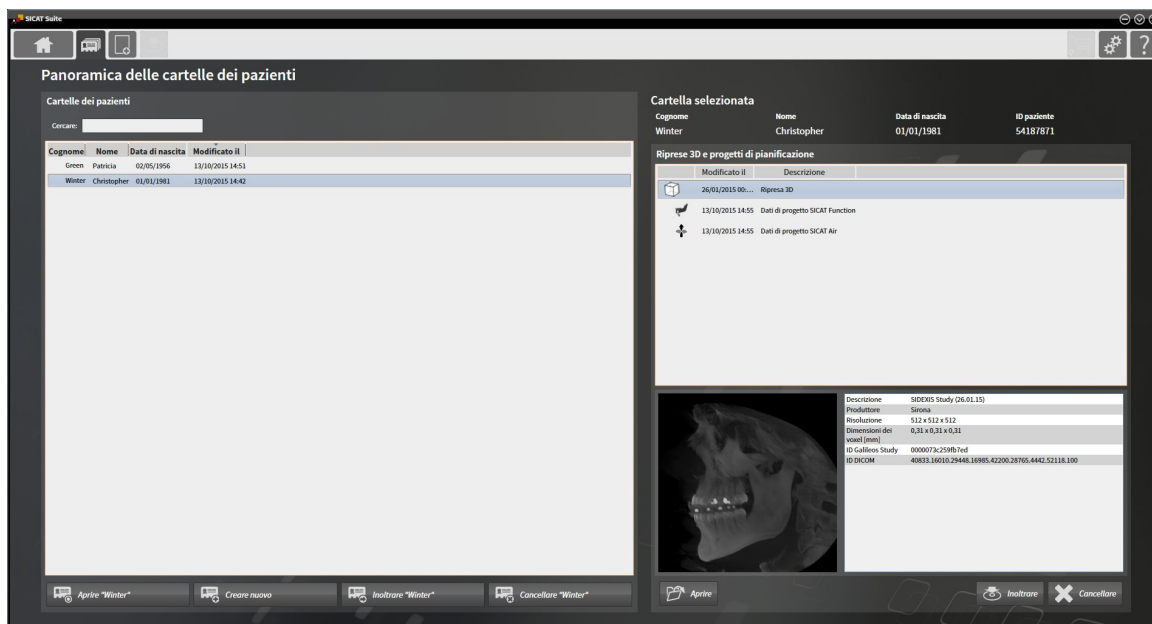 SICAT Suite
Panoramica delle cartelle dei pazienti
Cartelle dei pazienti
Cercare:
Cognome Nome Data di nascita Modificato il
Green Patricia 02/05/1956 13/10/2015 14:51
Winter Christopher 01/01/1981 13/10/2015 14:42
Aprire "Winter" Creare nuovo Inoltrare "Winter" Cancellare "Winter"
Cartella selezionata
Cognome Nome Data di nascita ID paziente
Winter Christopher 01/01/1981 54187871
Riprese 3D e progetti di pianificazione
Modificato il Descrizione
26/01/2015 00:... Ripresa 3D
13/10/2015 14:55 Dati di progetto SICAT Function
13/10/2015 14:55 Dati di progetto SICAT Air
Descrizione SIDEXIS Study (26.01.15)
Produttore Sirona
Risoluzione 512 x 512 x 512
Dimensioni dei 0,31 x 0,31 x 0,31
voxel [mm]
ID Galileos Study 0000073c259fb7ed
ID DICOM 40833.16010.29448.16985.42200.28765.4442.52118.100
Aprire Inoltrare Cancellare